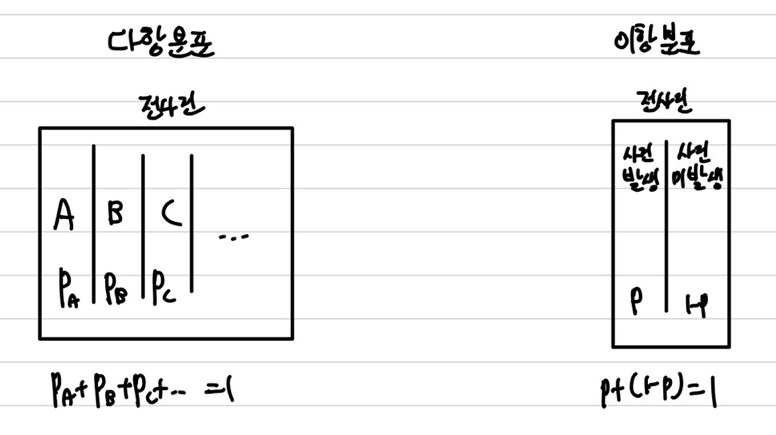 다항분포
전사건
A B C ...
P_A P_B P_C
P_A + P_B + P_C + ... = 1
이항분포
전사건
사건 사건
발생 미발생
P 1-P
P + (1-P) = 1